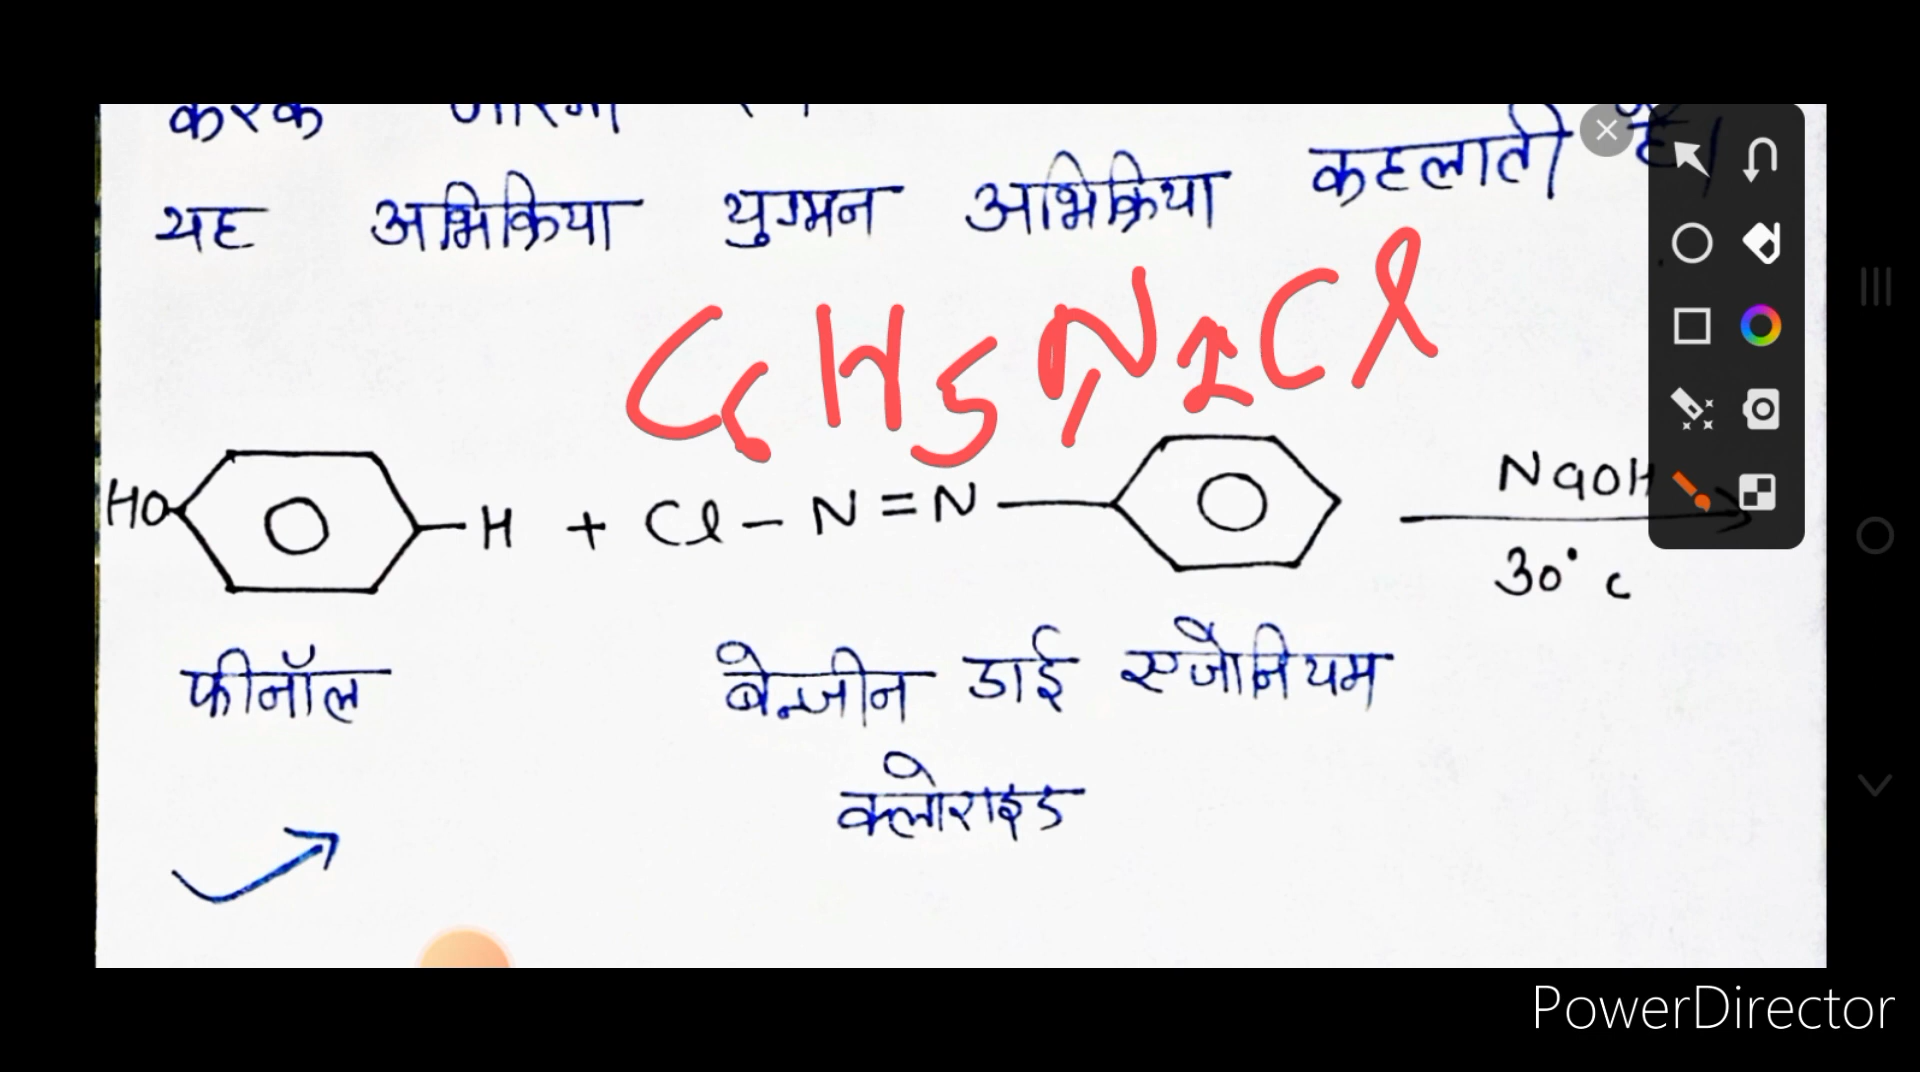 यह अभिक्रिया युग्मन अभिक्रिया कहलाती है।
C6H5N2Cl
HO H + Cl - N = N NaOH
30° c
फीनॉल बेन्जीन डाई एजोनियम
क्लोराइड
PowerDirector